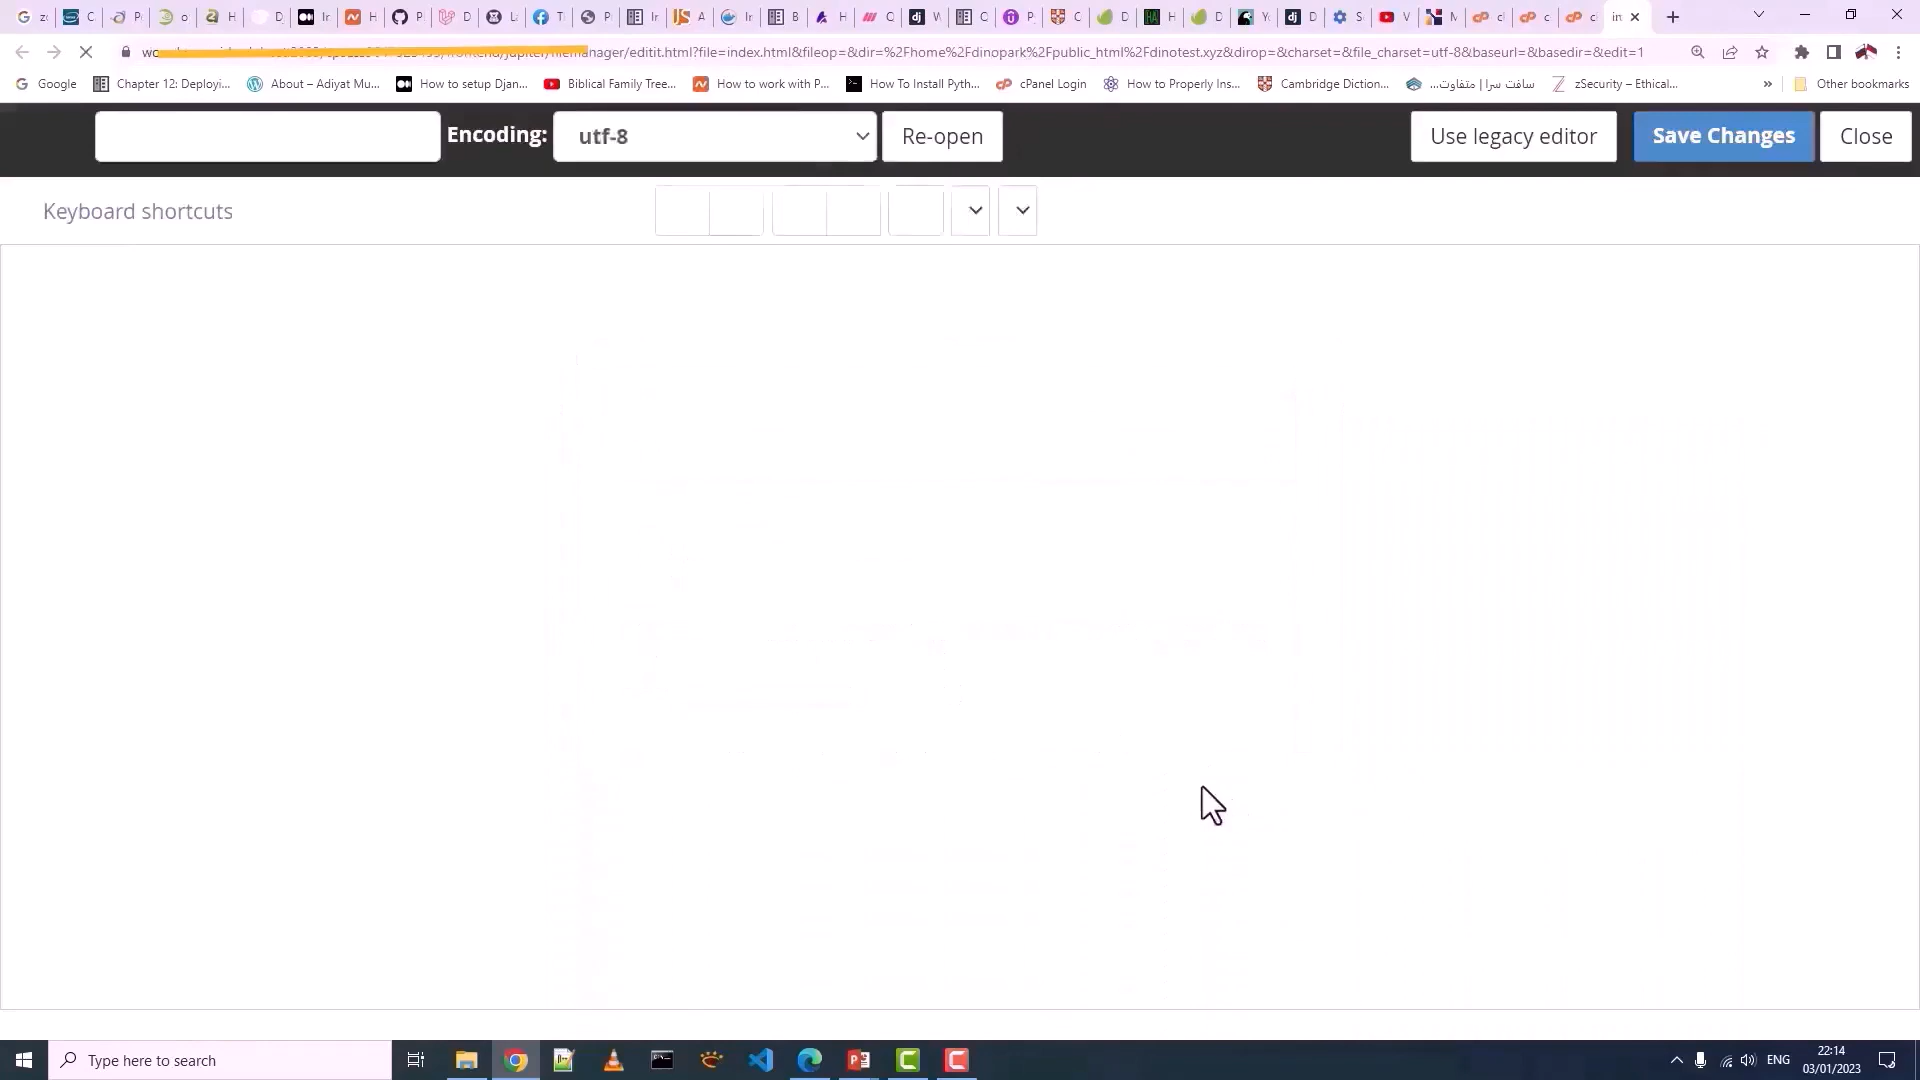 anager/editit.html?file=index.html&fileop=&dir=%2Fhome%2Fdinopark%2Fpublic_html%2Fdinotest.xyz&dirop=&charset=&file_charset=utf-8&baseurl=&basedir=&edit=1
Google Chapter 12: Deployi... About – Adiyat Mu... How to setup Djan... Biblical Family Tree... How to work with P... How To Install Pyth... cPanel Login How to Properly Ins... Cambridge Diction... سافت سرا | متفاوت... zSecurity – Ethical... » Other bookmarks
Encoding: utf-8 Re-open Use legacy editor Save Changes Close
Keyboard shortcuts
Type here to search
ENG
22:14
03/01/2023